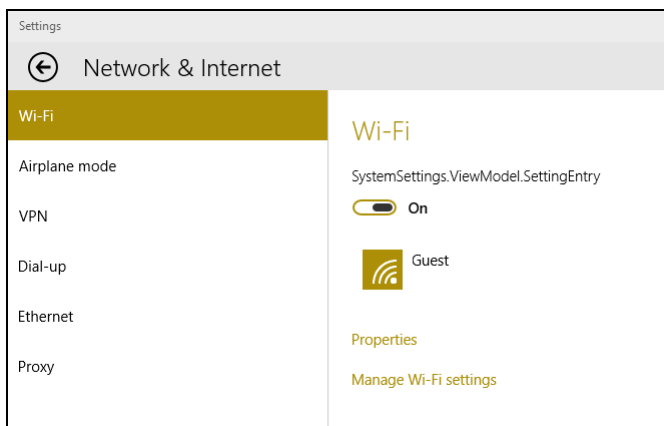 Settings
Network & Internet
Wi-Fi
Airplane mode
VPN
Dial-up
Ethernet
Proxy
Wi-Fi
SystemSettings.ViewModel.SettingEntry
On
Guest
Properties
Manage Wi-Fi settings